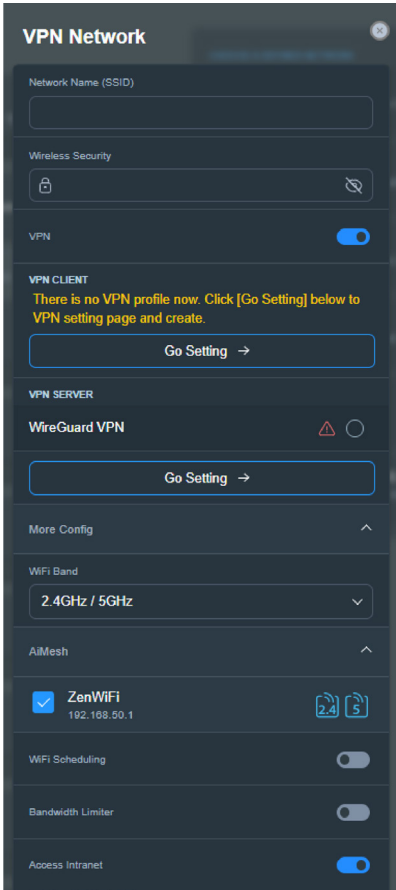 VPN Network
Network Name (SSID)
Wireless Security
VPN
VPN CLIENT
There is no VPN profile now. Click [Go Setting] below to
VPN setting page and create.
Go Setting →
VPN SERVER
WireGuard VPN
Go Setting →
More Config
WiFi Band
2.4GHz / 5GHz
AiMesh
ZenWiFi
2.4 5
192.168.50.1
WiFi Scheduling
Bandwidth Limiter
Access Intranet